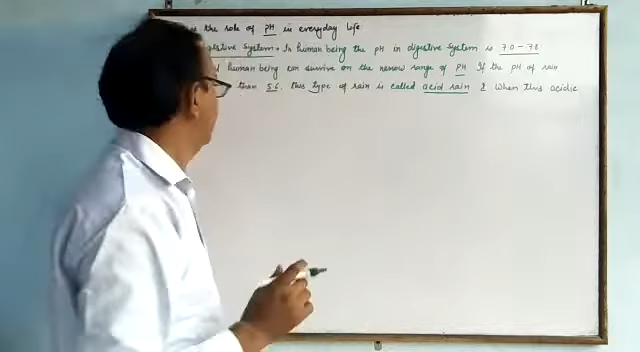 is the role of pH in everyday life
Digestive System. In human being the pH in digestive system is 7.0 - 7.8
human being can survive on the narrow range of pH If the pH of rain
than 5.6. this type of rain is called acid rain & When this acidic